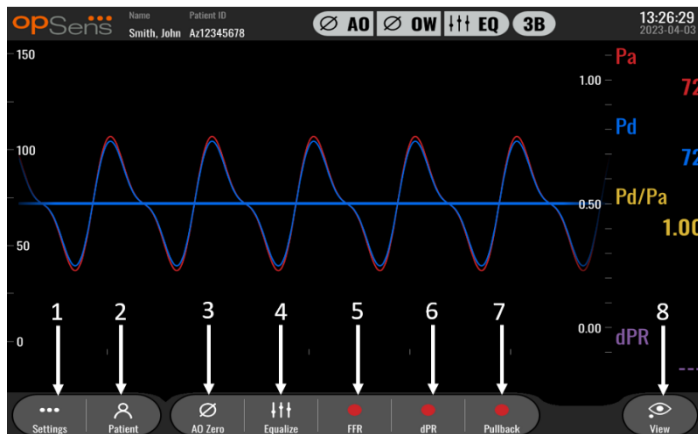 opSens
Name Patient ID
Smith, John Az12345678
AO OW EQ 3B
13:26:29
2023-04-03
150
100
50
0
1.00
0.50
0.00
Pa
72
Pd
72
Pd/Pa
1.00
dPR
---
1 2 3 4 5 6 7 8
Settings Patient AO Zero Equalize FFR dPR Pullback View